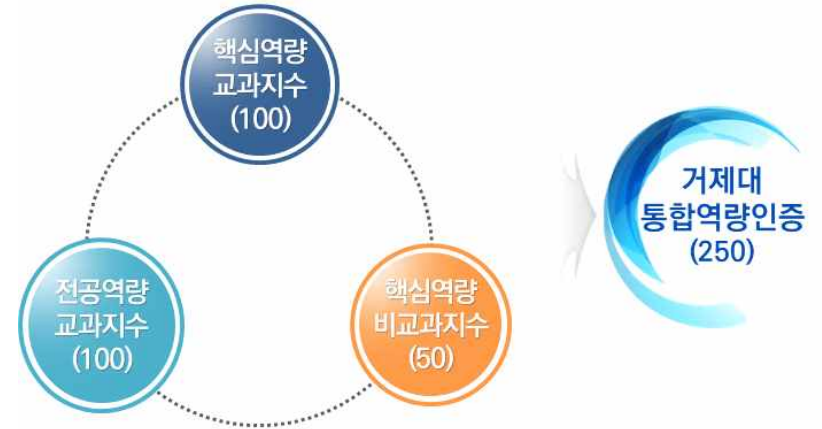 핵심역량
교과지수
(100)
전공역량
교과지수
(100)
핵심역량
비교과지수
(50)
거제대
통합역량인증
(250)